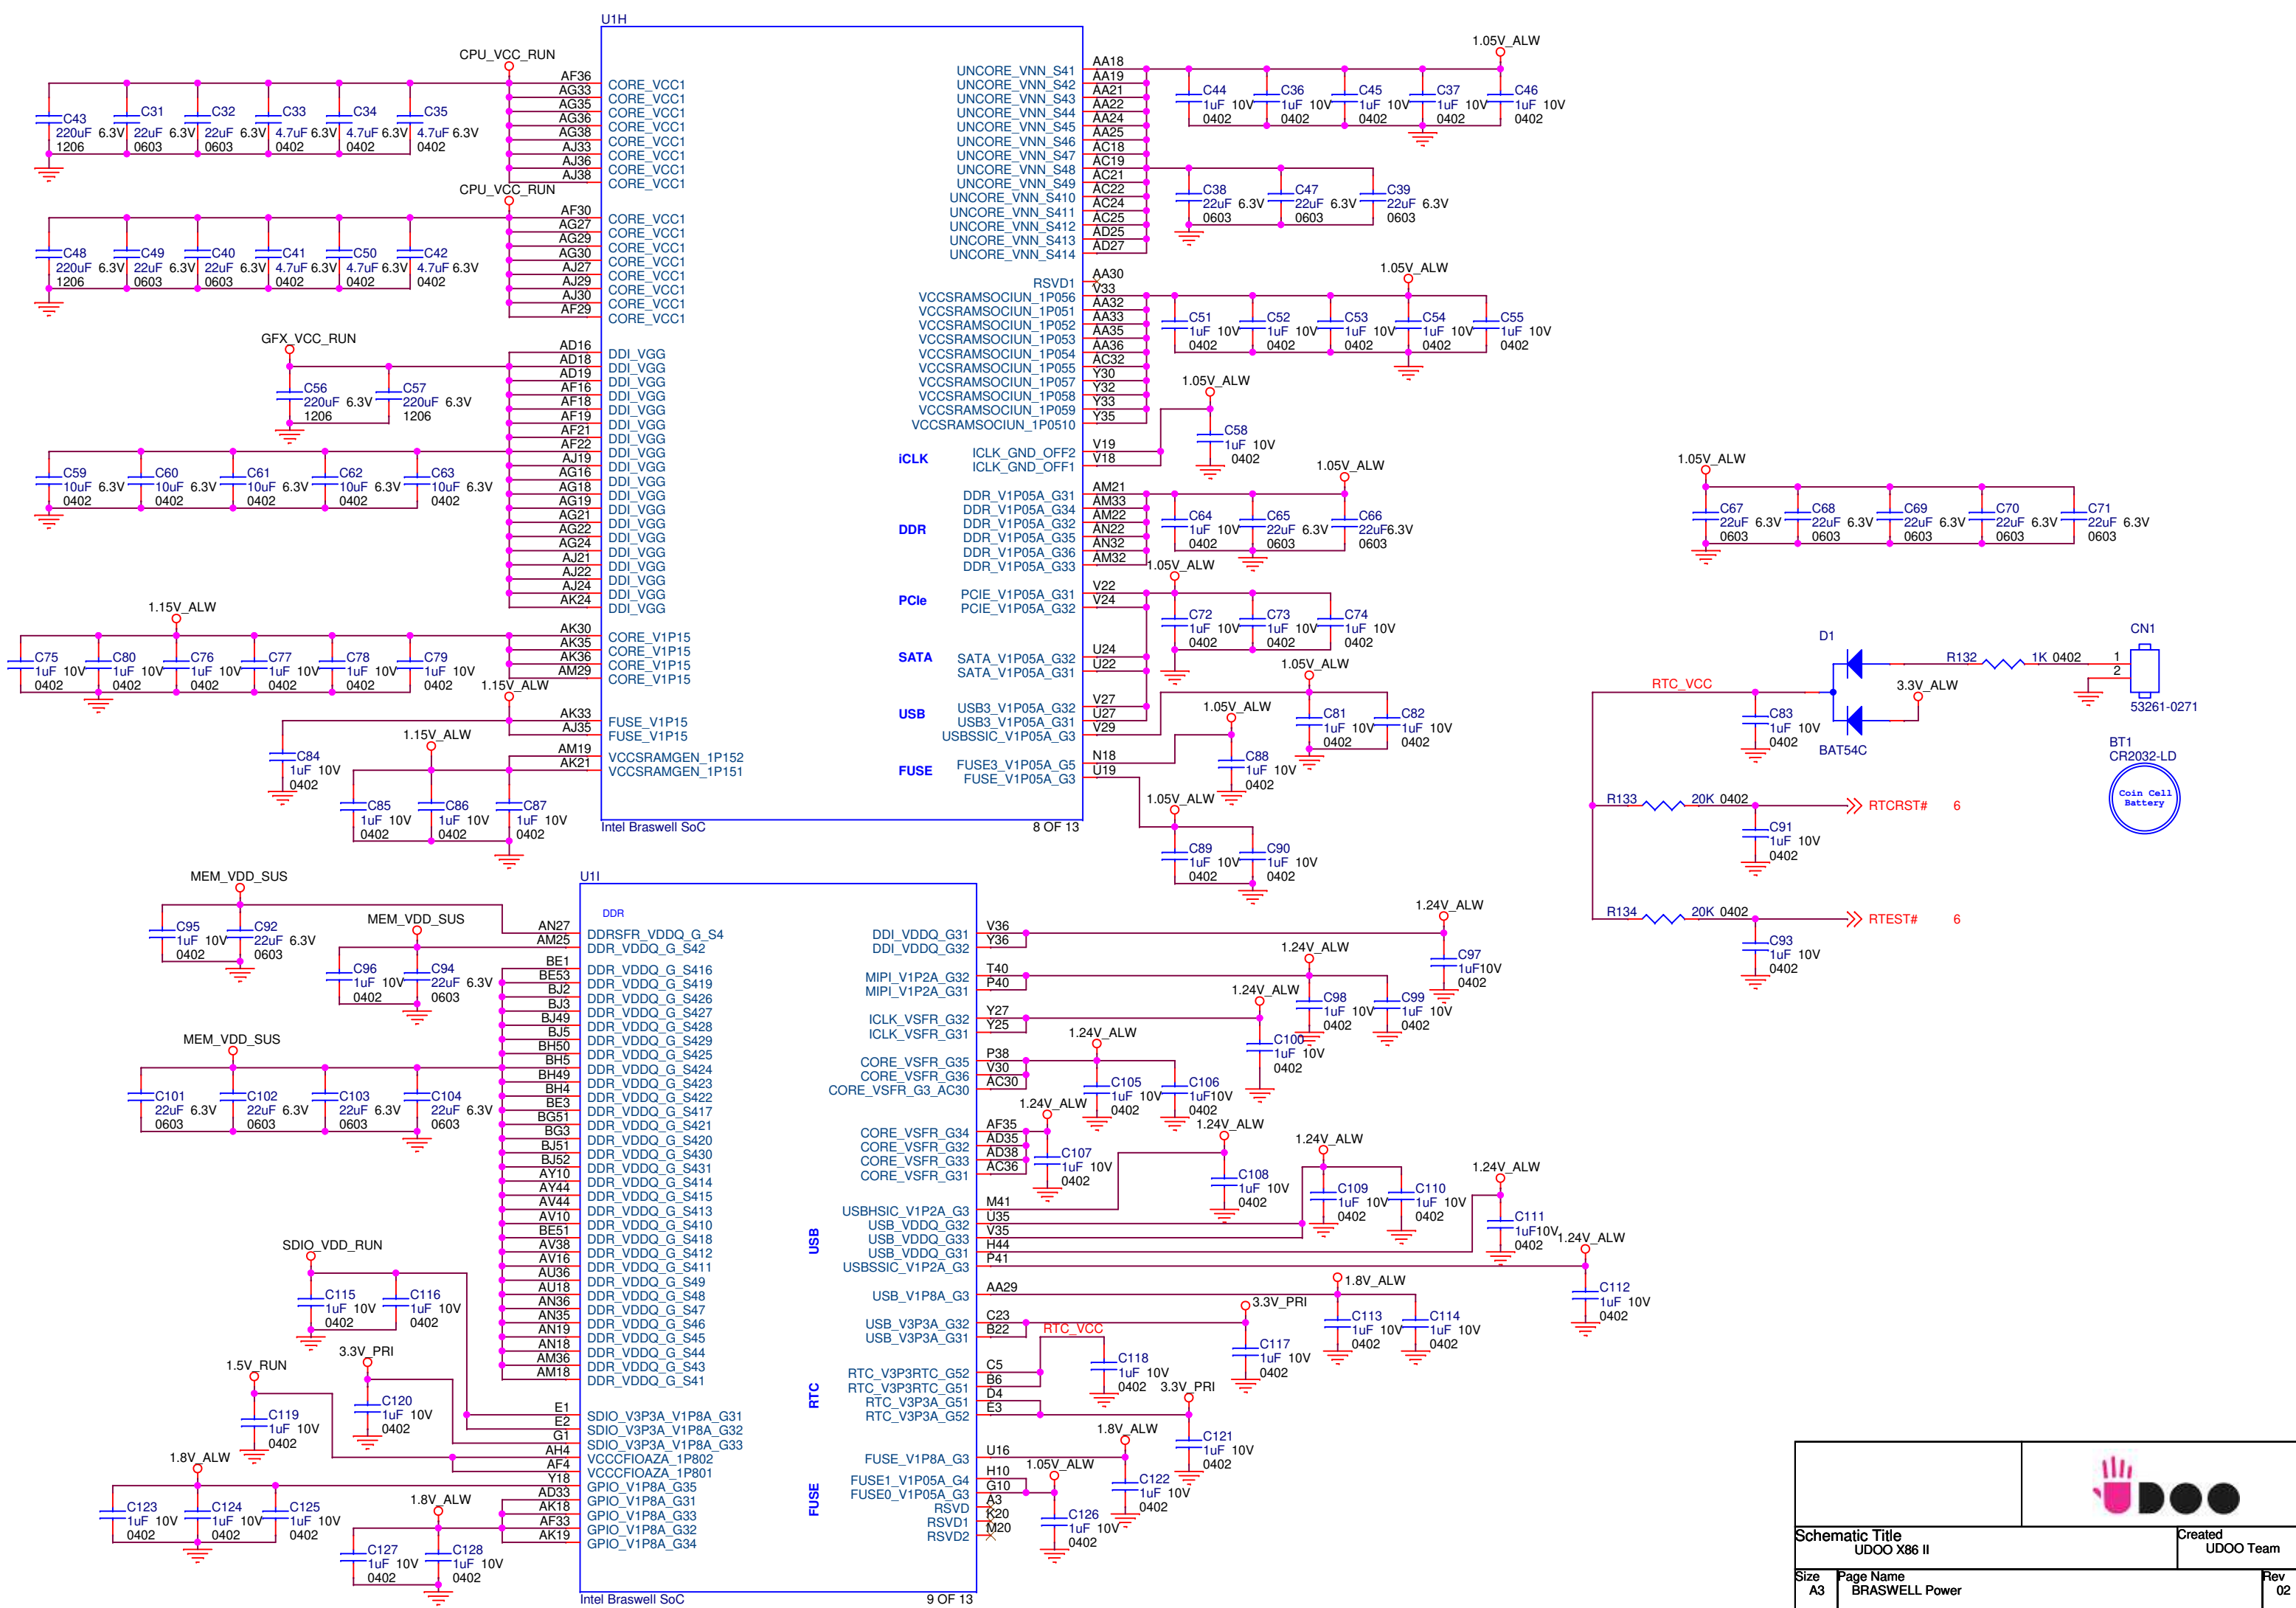 U1H
CPU_VCC_RUN
C43
220uF 6.3V
1206
C31
22uF 6.3V
0603
C32
22uF 6.3V
0603
C33
4.7uF 6.3V
0402
C34
4.7uF 6.3V
0402
C35
4.7uF 6.3V
0402
AF36 CORE_VCC1
AG33 CORE_VCC1
AG35 CORE_VCC1
AG36 CORE_VCC1
AG38 CORE_VCC1
AJ33 CORE_VCC1
AJ36 CORE_VCC1
AJ38 CORE_VCC1
CPU_VCC_RUN
C48
220uF 6.3V
1206
C49
22uF 6.3V
0603
C40
22uF 6.3V
0603
C41
4.7uF 6.3V
0402
C50
4.7uF 6.3V
0402
C42
4.7uF 6.3V
0402
AF30 CORE_VCC1
AG27 CORE_VCC1
AG29 CORE_VCC1
AG30 CORE_VCC1
AJ27 CORE_VCC1
AJ29 CORE_VCC1
AJ30 CORE_VCC1
AF29 CORE_VCC1
GFX_VCC_RUN
C56
220uF 6.3V
1206
C57
220uF 6.3V
1206
C59
10uF 6.3V
0402
C60
10uF 6.3V
0402
C61
10uF 6.3V
0402
C62
10uF 6.3V
0402
C63
10uF 6.3V
0402
AD16 DDI_VGG
AD18 DDI_VGG
AD19 DDI_VGG
AF16 DDI_VGG
AF18 DDI_VGG
AF19 DDI_VGG
AF21 DDI_VGG
AF22 DDI_VGG
AJ19 DDI_VGG
AG16 DDI_VGG
AG18 DDI_VGG
AG19 DDI_VGG
AG21 DDI_VGG
AG22 DDI_VGG
AG24 DDI_VGG
AJ21 DDI_VGG
AJ22 DDI_VGG
AJ24 DDI_VGG
AK24 DDI_VGG
1.15V_ALW
C75
1uF 10V
0402
C80
1uF 10V
0402
C76
1uF 10V
0402
C77
1uF 10V
0402
C78
1uF 10V
0402
C79
1uF 10V
0402
AK30 CORE_V1P15
AK35 CORE_V1P15
AK36 CORE_V1P15
AM29 CORE_V1P15
1.15V_ALW
C84
1uF 10V
0402
AK33 FUSE_V1P15
AJ35 FUSE_V1P15
1.15V_ALW
AM19 VCCSRAMGEN_1P152
AK21 VCCSRAMGEN_1P151
C85
1uF 10V
0402
C86
1uF 10V
0402
C87
1uF 10V
0402
UNCORE_VNN_S41 AA18
UNCORE_VNN_S42 AA19
UNCORE_VNN_S43 AA21
UNCORE_VNN_S44 AA22
UNCORE_VNN_S45 AA24
UNCORE_VNN_S46 AA25
UNCORE_VNN_S47 AC18
UNCORE_VNN_S48 AC19
UNCORE_VNN_S49 AC21
UNCORE_VNN_S410 AC22
UNCORE_VNN_S411 AC24
UNCORE_VNN_S412 AC25
UNCORE_VNN_S413 AD25
UNCORE_VNN_S414 AD27
1.05V_ALW
C44
1uF 10V
0402
C36
1uF 10V
0402
C45
1uF 10V
0402
C37
1uF 10V
0402
C46
1uF 10V
0402
C38
22uF 6.3V
0603
C47
22uF 6.3V
0603
C39
22uF 6.3V
0603
RSVD1 AA30
VCCSRAMSOCIUN_1P056 V33
VCCSRAMSOCIUN_1P051 AA32
VCCSRAMSOCIUN_1P052 AA33
VCCSRAMSOCIUN_1P053 AA35
VCCSRAMSOCIUN_1P054 AA36
VCCSRAMSOCIUN_1P055 AC32
VCCSRAMSOCIUN_1P057 Y30
VCCSRAMSOCIUN_1P058 Y32
VCCSRAMSOCIUN_1P059 Y33
VCCSRAMSOCIUN_1P0510 Y35
1.05V_ALW
C51
1uF 10V
0402
C52
1uF 10V
0402
C53
1uF 10V
0402
C54
1uF 10V
0402
C55
1uF 10V
0402
1.05V_ALW
C58
1uF 10V
0402
iCLK
ICLK_GND_OFF2 V19
ICLK_GND_OFF1 V18
DDR
DDR_V1P05A_G31 AM21
DDR_V1P05A_G34 AM33
DDR_V1P05A_G32 AM22
DDR_V1P05A_G35 AN22
DDR_V1P05A_G36 AN32
DDR_V1P05A_G33 AM32
1.05V_ALW
C64
1uF 10V
0402
C65
22uF 6.3V
0603
C66
22uF6.3V
0603
1.05V_ALW
PCIe
PCIE_V1P05A_G31 V22
PCIE_V1P05A_G32 V24
C72
1uF 10V
0402
C73
1uF 10V
0402
C74
1uF 10V
0402
SATA
SATA_V1P05A_G32 U24
SATA_V1P05A_G31 U22
USB
USB3_V1P05A_G32 V27
USB3_V1P05A_G31 U27
USBSSIC_V1P05A_G3 V29
1.05V_ALW
C81
1uF 10V
0402
C82
1uF 10V
0402
FUSE
FUSE3_V1P05A_G5 N18
FUSE_V1P05A_G3 U19
1.05V_ALW
C88
1uF 10V
0402
1.05V_ALW
C89
1uF 10V
0402
C90
1uF 10V
0402
Intel Braswell SoC
8 OF 13
1.05V_ALW
C67
22uF 6.3V
0603
C68
22uF 6.3V
0603
C69
22uF 6.3V
0603
C70
22uF 6.3V
0603
C71
22uF 6.3V
0603
D1
BAT54C
R132 1K 0402
CN1
1
2
53261-0271
3.3V_ALW
RTC_VCC
C83
1uF 10V
0402
BT1
CR2032-LD
Coin Cell
Battery
R133 20K 0402
RTCRST# 6
C91
1uF 10V
0402
R134 20K 0402
RTEST# 6
C93
1uF 10V
0402
U1I
DDR
MEM_VDD_SUS
C95
1uF 10V
0402
C92
22uF 6.3V
0603
MEM_VDD_SUS
C96
1uF 10V
0402
C94
22uF 6.3V
0603
MEM_VDD_SUS
C101
22uF 6.3V
0603
C102
22uF 6.3V
0603
C103
22uF 6.3V
0603
C104
22uF 6.3V
0603
AN27 DDRSFR_VDDQ_G_S4
AM25 DDR_VDDQ_G_S42
BE1 DDR_VDDQ_G_S416
BE53 DDR_VDDQ_G_S419
BJ2 DDR_VDDQ_G_S426
BJ3 DDR_VDDQ_G_S427
BJ49 DDR_VDDQ_G_S428
BJ5 DDR_VDDQ_G_S429
BH50 DDR_VDDQ_G_S425
BH5 DDR_VDDQ_G_S424
BH49 DDR_VDDQ_G_S423
BH4 DDR_VDDQ_G_S422
BE3 DDR_VDDQ_G_S417
BG51 DDR_VDDQ_G_S421
BG3 DDR_VDDQ_G_S420
BJ51 DDR_VDDQ_G_S430
BJ52 DDR_VDDQ_G_S431
AY10 DDR_VDDQ_G_S414
AY44 DDR_VDDQ_G_S415
AV44 DDR_VDDQ_G_S413
AV10 DDR_VDDQ_G_S410
BE51 DDR_VDDQ_G_S418
AV38 DDR_VDDQ_G_S412
AV16 DDR_VDDQ_G_S411
AU36 DDR_VDDQ_G_S49
AU18 DDR_VDDQ_G_S48
AN36 DDR_VDDQ_G_S47
AN35 DDR_VDDQ_G_S46
AN19 DDR_VDDQ_G_S45
AN18 DDR_VDDQ_G_S44
AM36 DDR_VDDQ_G_S43
AM18 DDR_VDDQ_G_S41
SDIO_VDD_RUN
C115
1uF 10V
0402
C116
1uF 10V
0402
3.3V_PRI
C120
1uF 10V
0402
1.5V_RUN
C119
1uF 10V
0402
E1 SDIO_V3P3A_V1P8A_G31
E2 SDIO_V3P3A_V1P8A_G32
G1 SDIO_V3P3A_V1P8A_G33
AH4 VCCCFIOAZA_1P802
AF4 VCCCFIOAZA_1P801
Y18 GPIO_V1P8A_G35
AD33 GPIO_V1P8A_G31
AK18 GPIO_V1P8A_G33
AF33 GPIO_V1P8A_G32
AK19 GPIO_V1P8A_G34
1.8V_ALW
C123
1uF 10V
0402
C124
1uF 10V
0402
C125
1uF 10V
0402
1.8V_ALW
C127
1uF 10V
0402
C128
1uF 10V
0402
DDI_VDDQ_G31 V36
DDI_VDDQ_G32 Y36
1.24V_ALW
C97
1uF10V
0402
MIPI_V1P2A_G32 T40
MIPI_V1P2A_G31 P40
1.24V_ALW
C98
1uF 10V
0402
C99
1uF 10V
0402
ICLK_VSFR_G32 Y27
ICLK_VSFR_G31 Y25
1.24V_ALW
C100
1uF 10V
0402
CORE_VSFR_G35 P38
CORE_VSFR_G36 V30
CORE_VSFR_G3_AC30 AC30
1.24V_ALW
C105
1uF 10V
0402
C106
1uF10V
0402
CORE_VSFR_G34 AF35
CORE_VSFR_G32 AD35
CORE_VSFR_G33 AD38
CORE_VSFR_G31 AC36
1.24V_ALW
C107
1uF 10V
0402
1.24V_ALW
C108
1uF 10V
0402
1.24V_ALW
C109
1uF 10V
0402
C110
1uF 10V
0402
1.24V_ALW
C111
1uF10V
0402
1.24V_ALW
C112
1uF 10V
0402
USB
USBHSIC_V1P2A_G3 M41
USB_VDDQ_G32 U35
USB_VDDQ_G33 V35
USB_VDDQ_G31 H44
USBSSIC_V1P2A_G3 P41
USB_V1P8A_G3 AA29
1.8V_ALW
C113
1uF 10V
0402
C114
1uF 10V
0402
USB_V3P3A_G32 C23
USB_V3P3A_G31 B22
3.3V_PRI
C117
1uF 10V
0402
RTC_VCC
C118
1uF 10V
0402
RTC
RTC_V3P3RTC_G52 C5
RTC_V3P3RTC_G51 B6
RTC_V3P3A_G51 D4
RTC_V3P3A_G52 E3
3.3V_PRI
C121
1uF 10V
0402
FUSE
FUSE_V1P8A_G3 U16
FUSE1_V1P05A_G4 H10
FUSE0_V1P05A_G3 G10
RSVD A3
RSVD1 K20
RSVD2 M20
1.8V_ALW
C122
1uF 10V
0402
1.05V_ALW
C126
1uF 10V
0402
Intel Braswell SoC
9 OF 13
UDOO
Schematic Title
UDOO X86 II
Created
UDOO Team
Size
A3
Page Name
BRASWELL Power
Rev
02